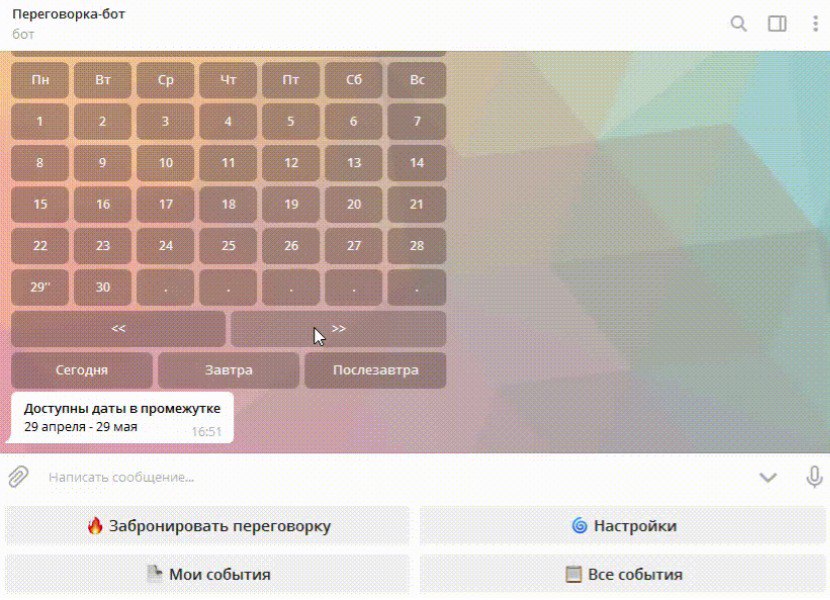 Переговорка-бот
бот
Пн Вт Ср Чт Пт Сб Вс
1 2 3 4 5 6 7
8 9 10 11 12 13 14
15 16 17 18 19 20 21
22 23 24 25 26 27 28
29" 30 . . . . .
<< >>
Сегодня Завтра Послезавтра
Доступны даты в промежутке
29 апреля - 29 мая 16:51
Написать сообщение...
Забронировать переговорку Настройки
Мои события Все события